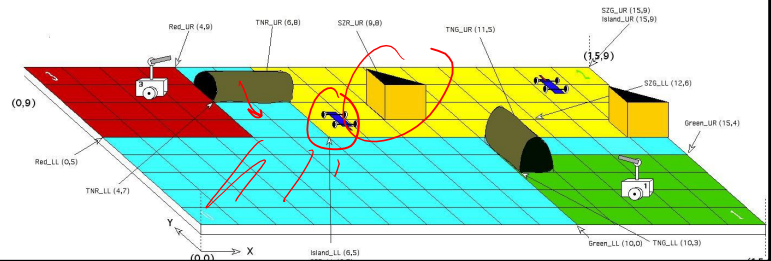 SZG_UR (15,9)
Island_UR (15,9)
TNR_UR (6,8)
SZR_UR (9,8)
Red_UR (4,9)
TNG_UR (11,5)
(15,9)
SZG_LL (12,6)
3
(0,9)
Green_UR (15,4)
Red_LL (0,5)
1
TNR_LL (4,7)
Y
X
Green_LL (10,0)
TNG_LL (10,3)
Island_LL (6,5)
(0,0)